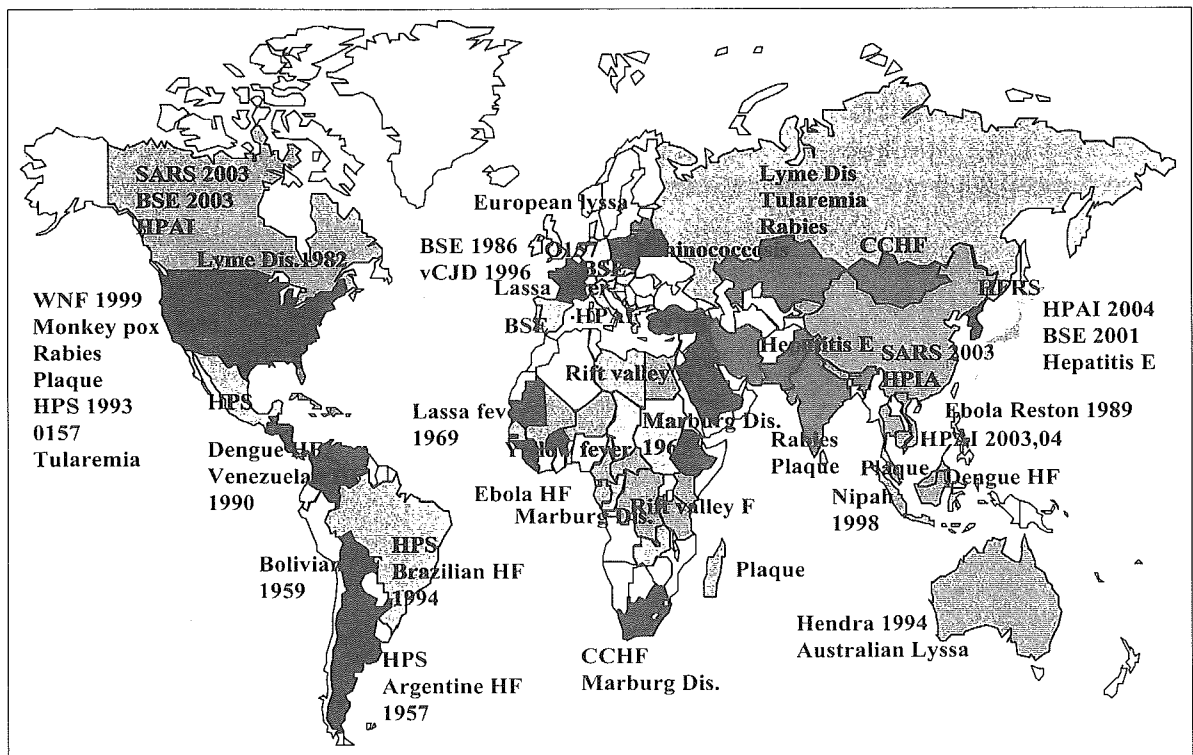 SARS 2003
BSE 2003
HPAI
Lyme Dis.1982
WNF 1999
Monkey pox
Rabies
Plaque
HPS 1993
0157
Tularemia
HPS
Dengue HF
Venezuela
1990
Bolivian
1959
HPS
Brazilian HF
1994
HPS
Argentine HF
1957
European lyssa
BSE 1986
vCJD 1996
O157
BSE
Lassa
BSE
HPAI
Lyme Dis
Tularemia
Rabies
CCHF
HFRS
HPAI 2004
BSE 2001
Hepatitis E
Hepatitis E
SARS 2003
HPIA
Rift valley
Lassa fever
1969
Marburg Dis.
Yellow fever
Ebola HF
Marburg Dis.
Rift valley F
CCHF
Marburg Dis.
Plaque
Rabies
Plaque
Ebola Reston 1989
HPAI 2003,04
Plaque
Dengue HF
Nipah
1998
Hendra 1994
Australian Lyssa